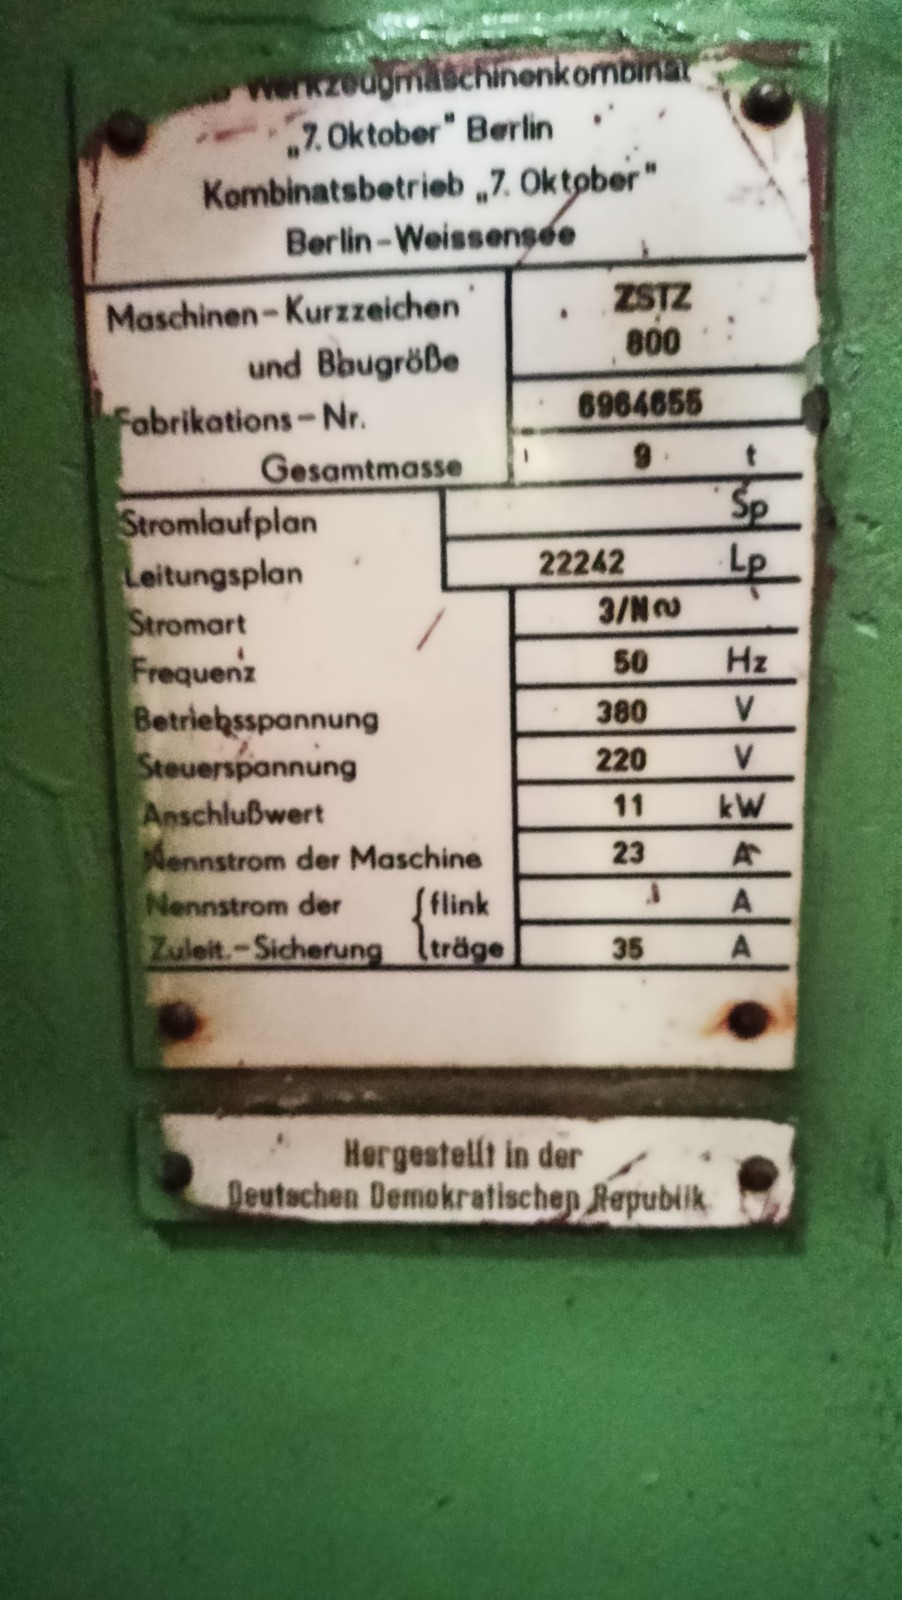 Werkzeugmaschinenkombinat
„7. Oktober" Berlin
Kombinatsbetrieb „7. Oktober"
Berlin-Weissensee
Maschinen-Kurzzeichen ZSTZ
und Baugröße 800
Fabrikations-Nr. 6964655
Gesamtmasse 9 t
Stromlaufplan Sp
Leitungsplan 22242 Lp
Stromart 3/N∾
Frequenz 50 Hz
Betriebsspannung 380 V
Steuerspannung 220 V
Anschlußwert 11 kW
Nennstrom der Maschine 23 A
Nennstrom der { flink A
Zuleit.-Sicherung träge 35 A
Hergestellt in der
Deutschen Demokratischen Republik